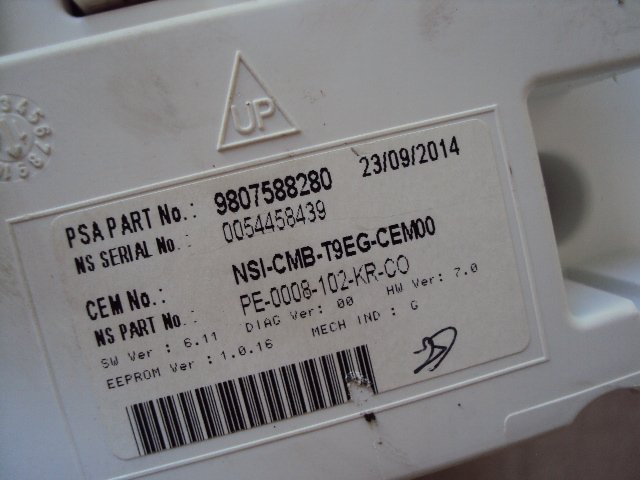 UP
23/09/2014
PSA PART No.: 9807588280
NS SERIAL No.: 0054458439
CEM No.: NSI-CMB-T9EG-CEM00
NS PART No.: PE-0008-102-KR-CO
SW Ver : 6.11 DIAG Ver: 00 HW Ver: 7.0
EEPROM Ver : 1.0.16 MECH IND : G